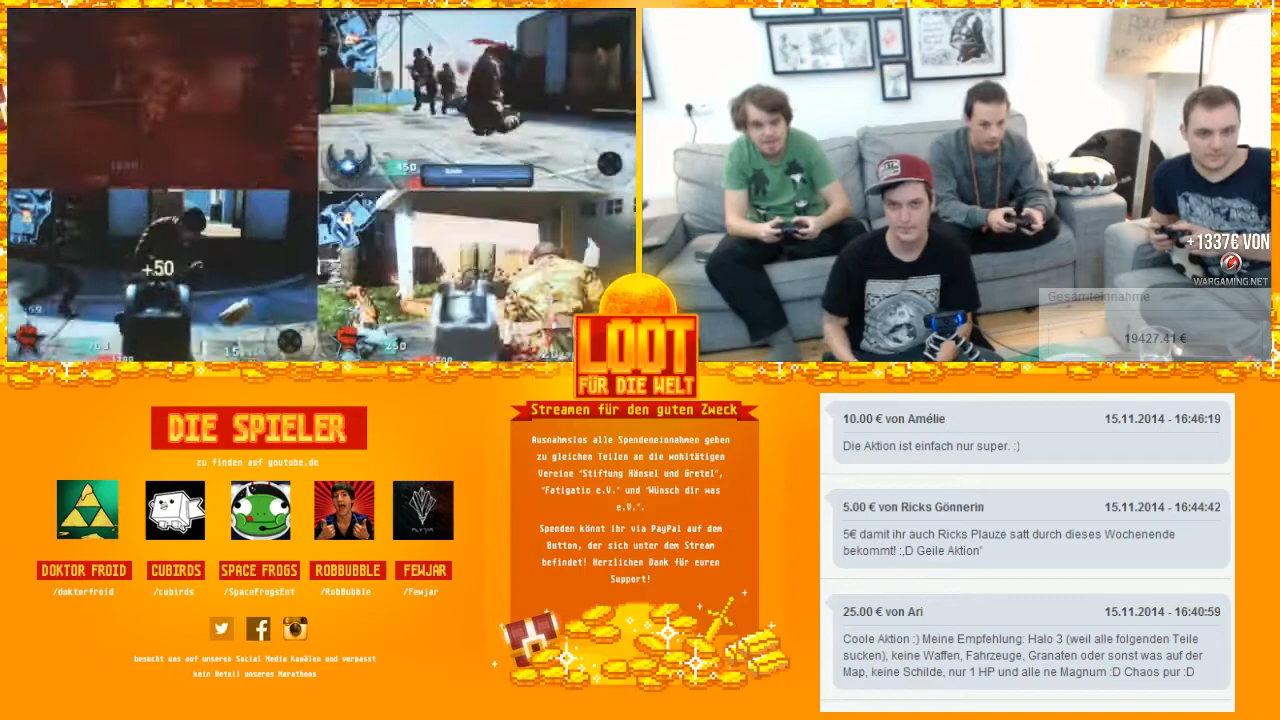 450
+50
250
+1337€ VON
WARGAMING.NET
Gesamteinnahme
19427.41 €
LOOT
FÜR DIE WELT
Streamen für den guten Zweck
Ausnahmslos alle Spendeneinnahmen gehen
zu gleichen Teilen an die wohltätigen
Vereine "Stiftung Hänsel und Gretel",
"Fatigatio e.V." und "Wünsch dir was
e.V.".
Spenden könnt ihr via PayPal auf dem
Button, der sich unter dem Stream
befindet! Herzlichen Dank für euren
Support!
DIE SPIELER
zu finden auf youtube.de
DOKTOR FROID
CUBIRDS
SPACE FROGS
ROBBUBBLE
FEWJAR
/doktorfroid
/cubirds
/SpaceFrogsEnt
/RobBubble
/Fewjar
besucht uns auf unseren Social Media Kanälen und verpasst
kein Detail unseres Marathons
10.00 € von Amélie 15.11.2014 - 16:46:19
Die Aktion ist einfach nur super. :)
5.00 € von Ricks Gönnerin 15.11.2014 - 16:44:42
5€ damit ihr auch Ricks Plauze satt durch dieses Wochenende
bekommt! :,D Geile Aktion"
25.00 € von Ari 15.11.2014 - 16:40:59
Coole Aktion :) Meine Empfehlung: Halo 3 (weil alle folgenden Teile
sucken), keine Waffen, Fahrzeuge, Granaten oder sonst was auf der
Map, keine Schilde, nur 1 HP und alle ne Magnum :D Chaos pur :D